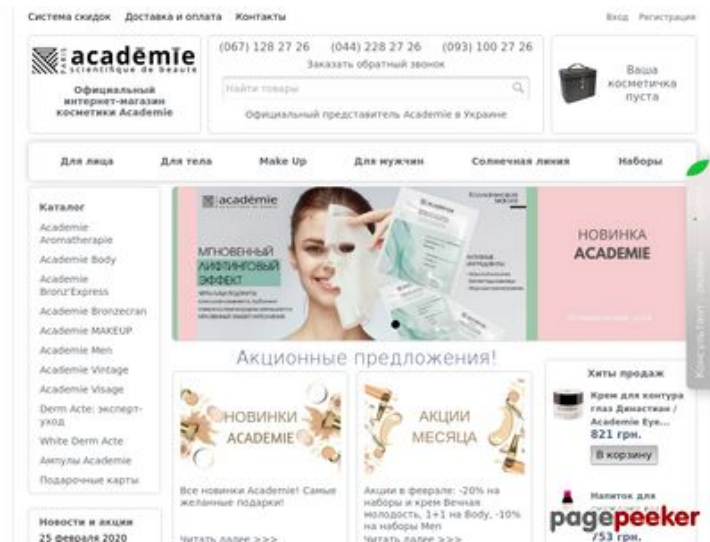 Система скидок Доставка и оплата Контакты
Вход Регистрация
PARIS
académie
scientifique de beauté
Официальный
интернет-магазин
косметики Academie
(067) 128 27 26 (044) 228 27 26 (093) 100 27 26
Заказать обратный звонок
Найти товары
Официальный представитель Academie в Украине
Ваша
косметичка
пуста
Для лица Для тела Make Up Для мужчин Солнечная линия Наборы
Каталог
Academie
Aromatherapie
Academie Body
Academie
Bronz'Express
Academie Bronzecran
Academie MAKEUP
Academie Men
Academie Vintage
Academie Visage
Derm Acte: эксперт-
уход
White Derm Acte
Ампулы Academie
Подарочные карты
Новости и акции
25 февраля 2020
académie
МГНОВЕННЫЙ
ЛИФТИНГОВЫЙ
ЭФФЕКТ
НОВИНКА
ACADEMIE
Консультант
Акционные предложения!
НОВИНКИ
ACADEMIE
Все новинки Academie! Самые
желанные подарки!
Читать далее >>>
АКЦИИ
МЕСЯЦА
Акции в феврале: -20% на
наборы и крем Вечная
молодость, 1+1 на Body, -10%
на наборы Men
Читать далее >>>
Хиты продаж
Крем для контура
глаз Династиан /
Academie Eye...
821 грн.
В корзину
Напиток для
753 грн.
pagepeeker